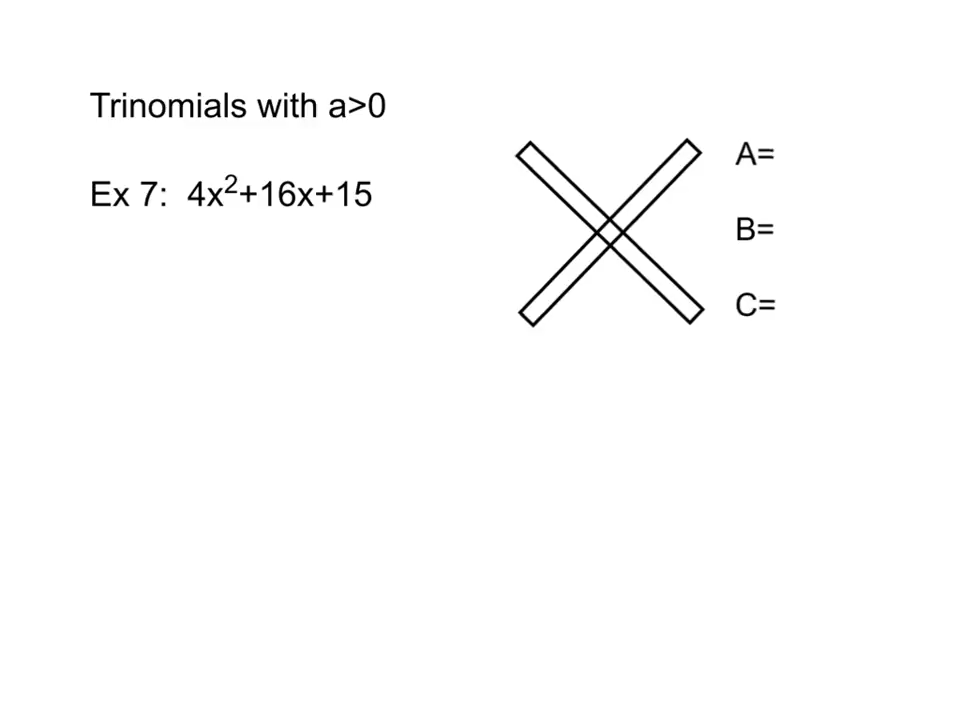 Trinomials with a>0
Ex 7: 4x²+16x+15
A=
B=
C=